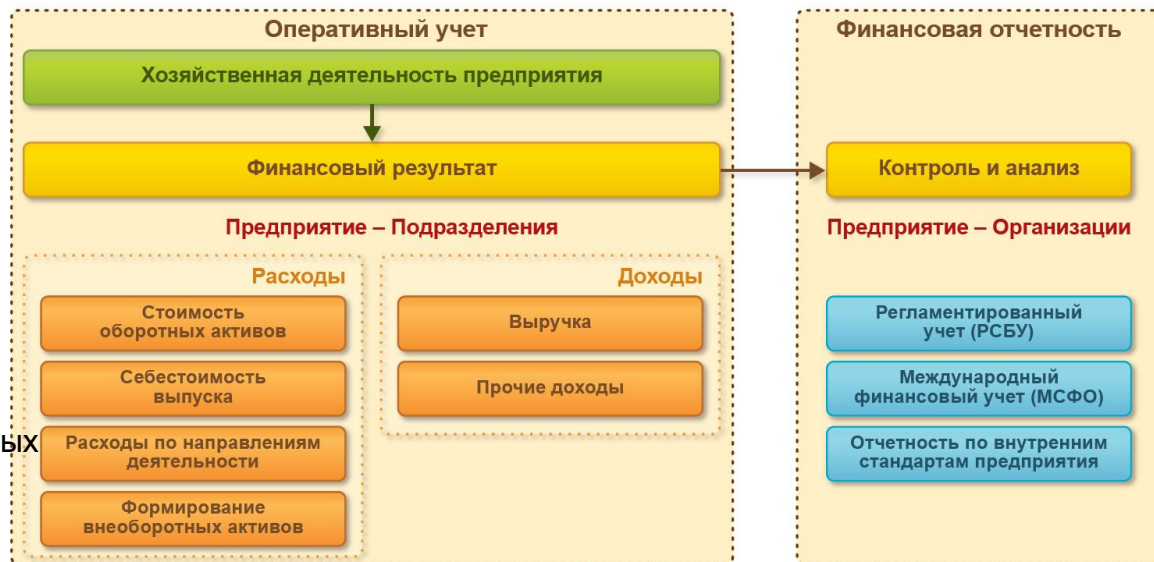 Оперативный учет
Хозяйственная деятельность предприятия
Финансовый результат
Предприятие – Подразделения
Расходы
Стоимость
оборотных активов
Себестоимость
выпуска
ых
Расходы по направлениям
деятельности
Формирование
внеоборотных активов
Доходы
Выручка
Прочие доходы
Финансовая отчетность
Контроль и анализ
Предприятие – Организации
Регламентированный
учет (РСБУ)
Международный
финансовый учет (МСФО)
Отчетность по внутренним
стандартам предприятия